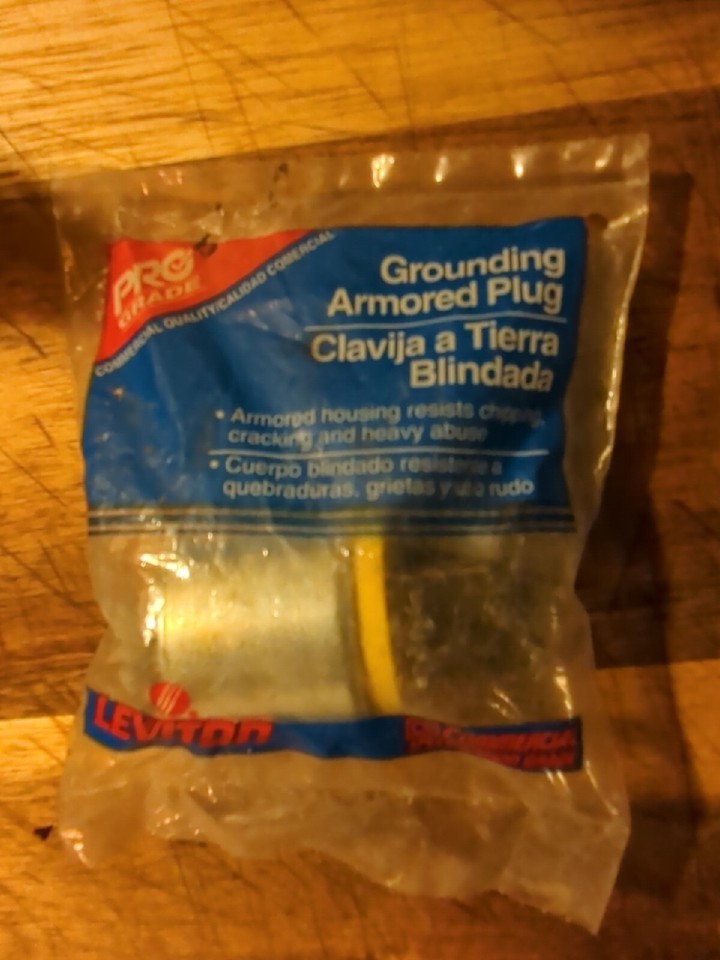 PRO
GRADE
COMMERCIAL QUALITY/CALIDAD COMERCIAL
Grounding
Armored Plug
Clavija a Tierra
Blindada
• Armored housing resists chipping,
cracking and heavy abuse
• Cuerpo blindado resistente a
quebraduras, grietas y uso rudo
LEVITON
COMMERCIAL